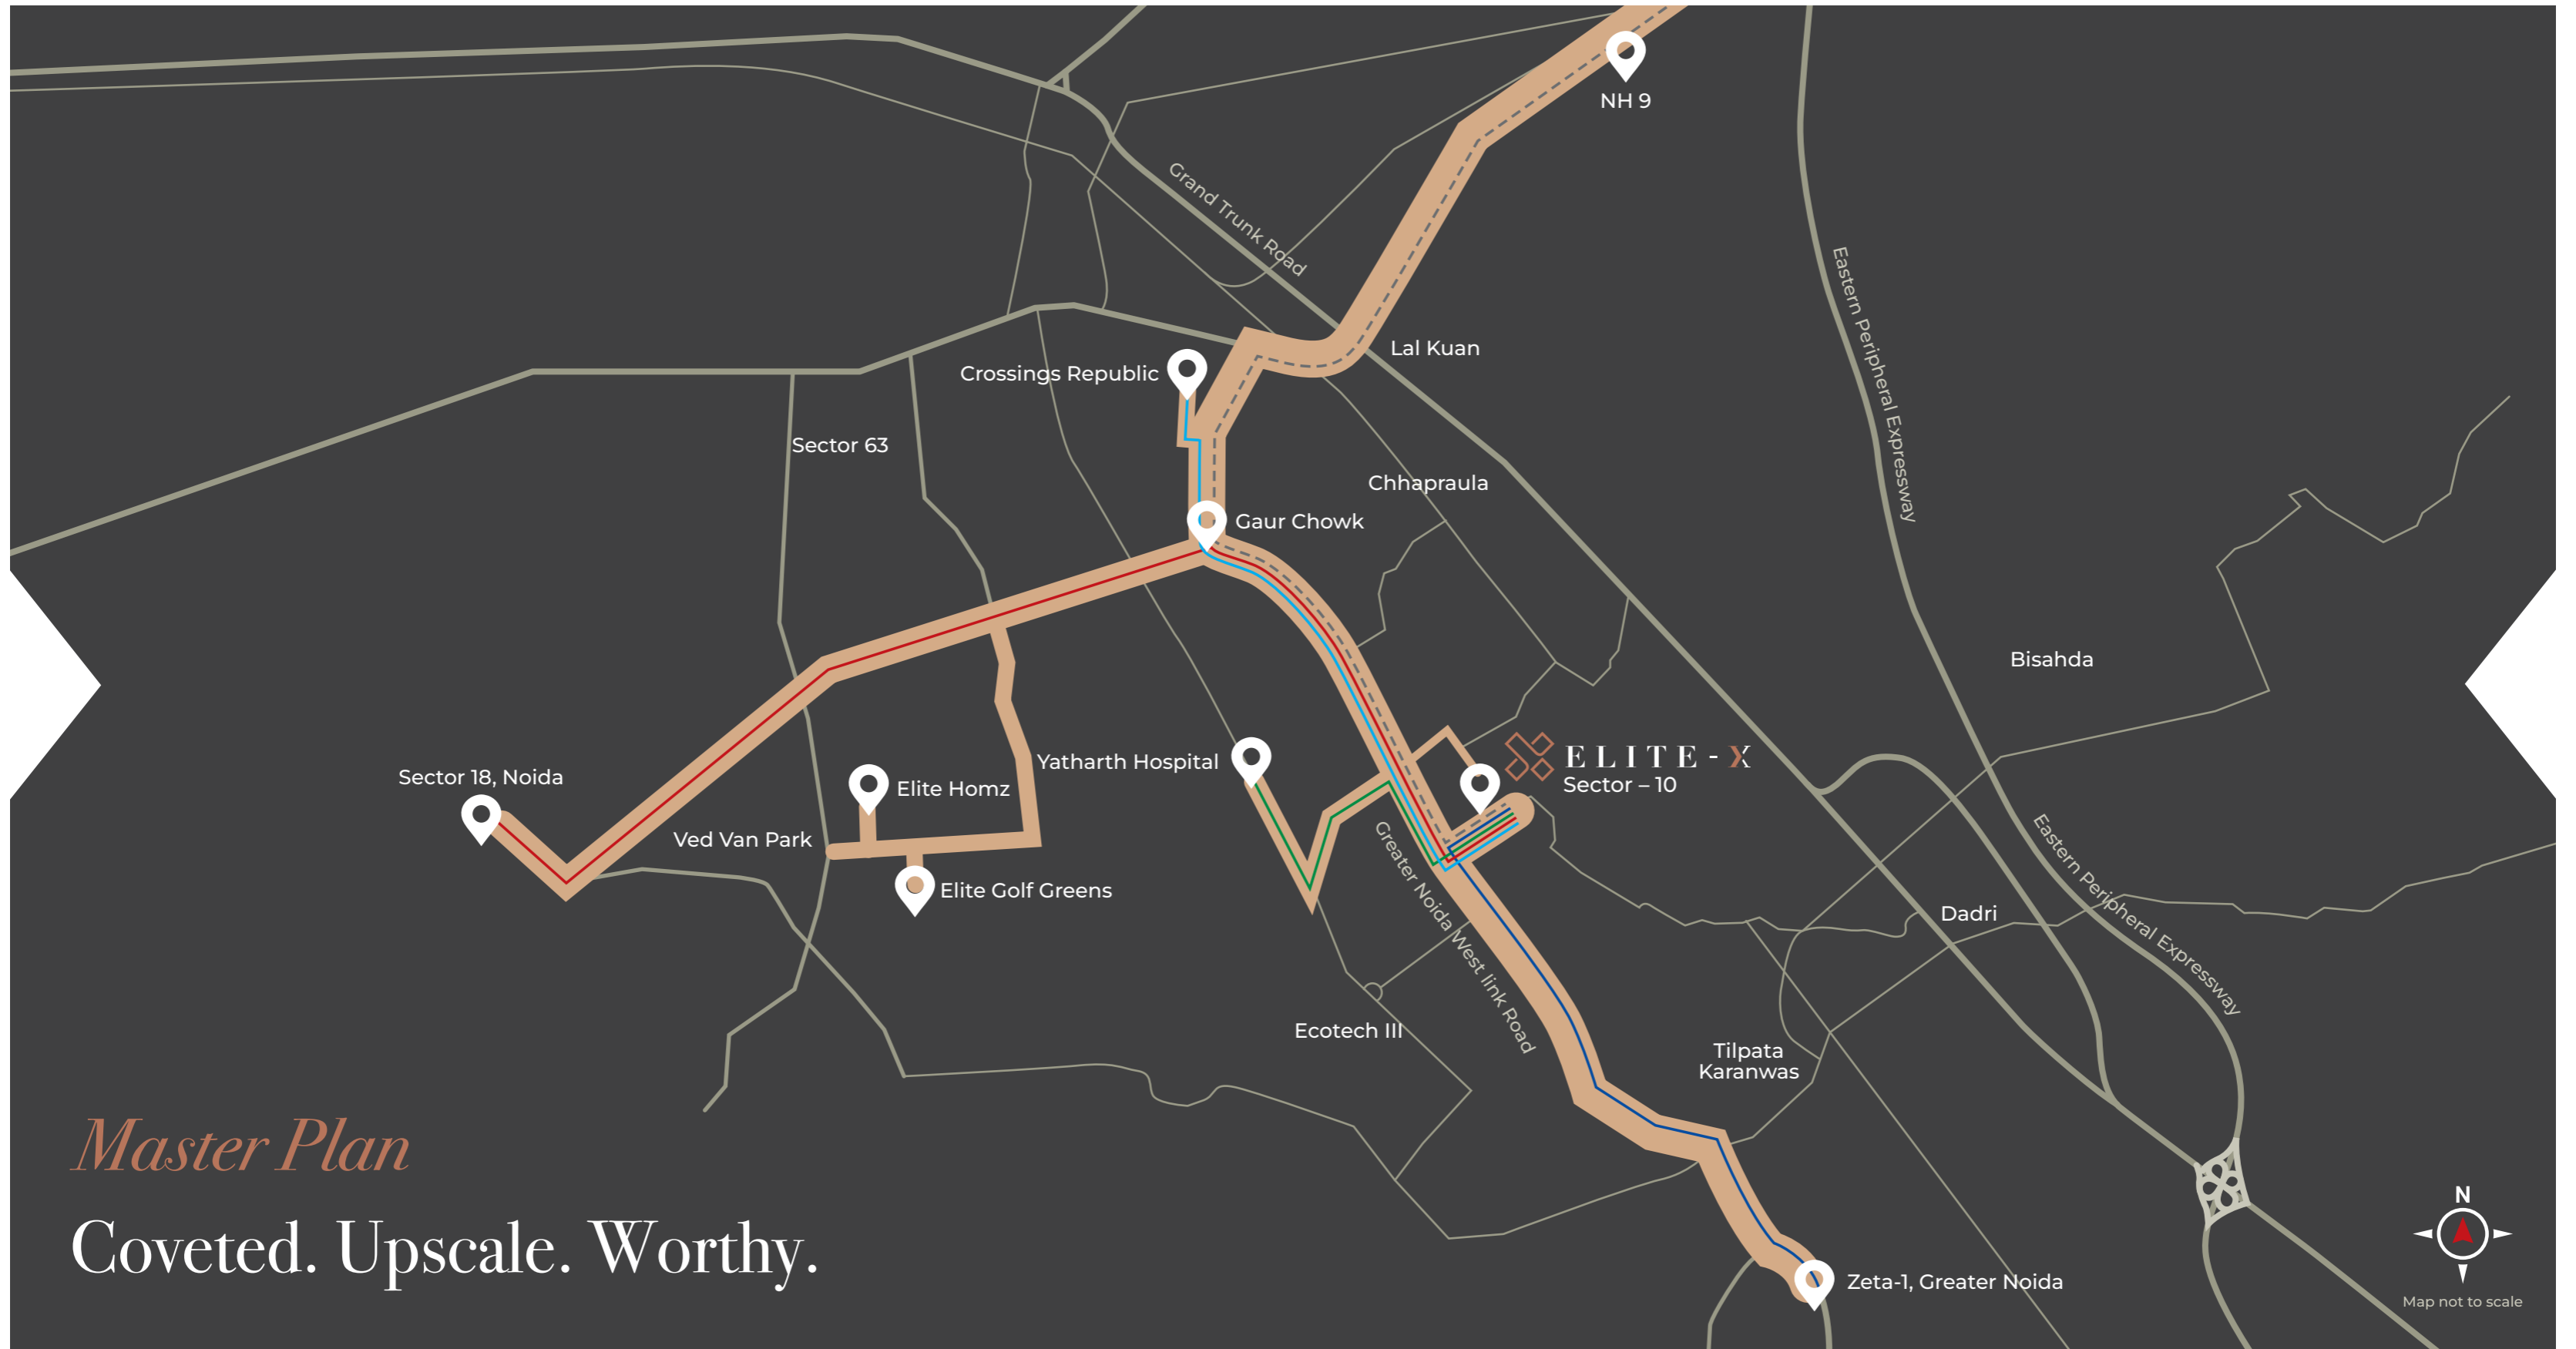 NH 9
Grand Trunk Road
Eastern Peripheral Expressway
Lal Kuan
Crossings Republic
Sector 63
Chhapraula
Gaur Chowk
Bisahda
ELITE-X
Sector – 10
Yatharth Hospital
Sector 18, Noida
Elite Homz
Ved Van Park
Elite Golf Greens
Greater Noida West link Road
Eastern Peripheral Expressway
Dadri
Ecotech III
Tilpata
Karanwas
Master Plan
Coveted. Upscale. Worthy.
N
Zeta-1, Greater Noida
Map not to scale